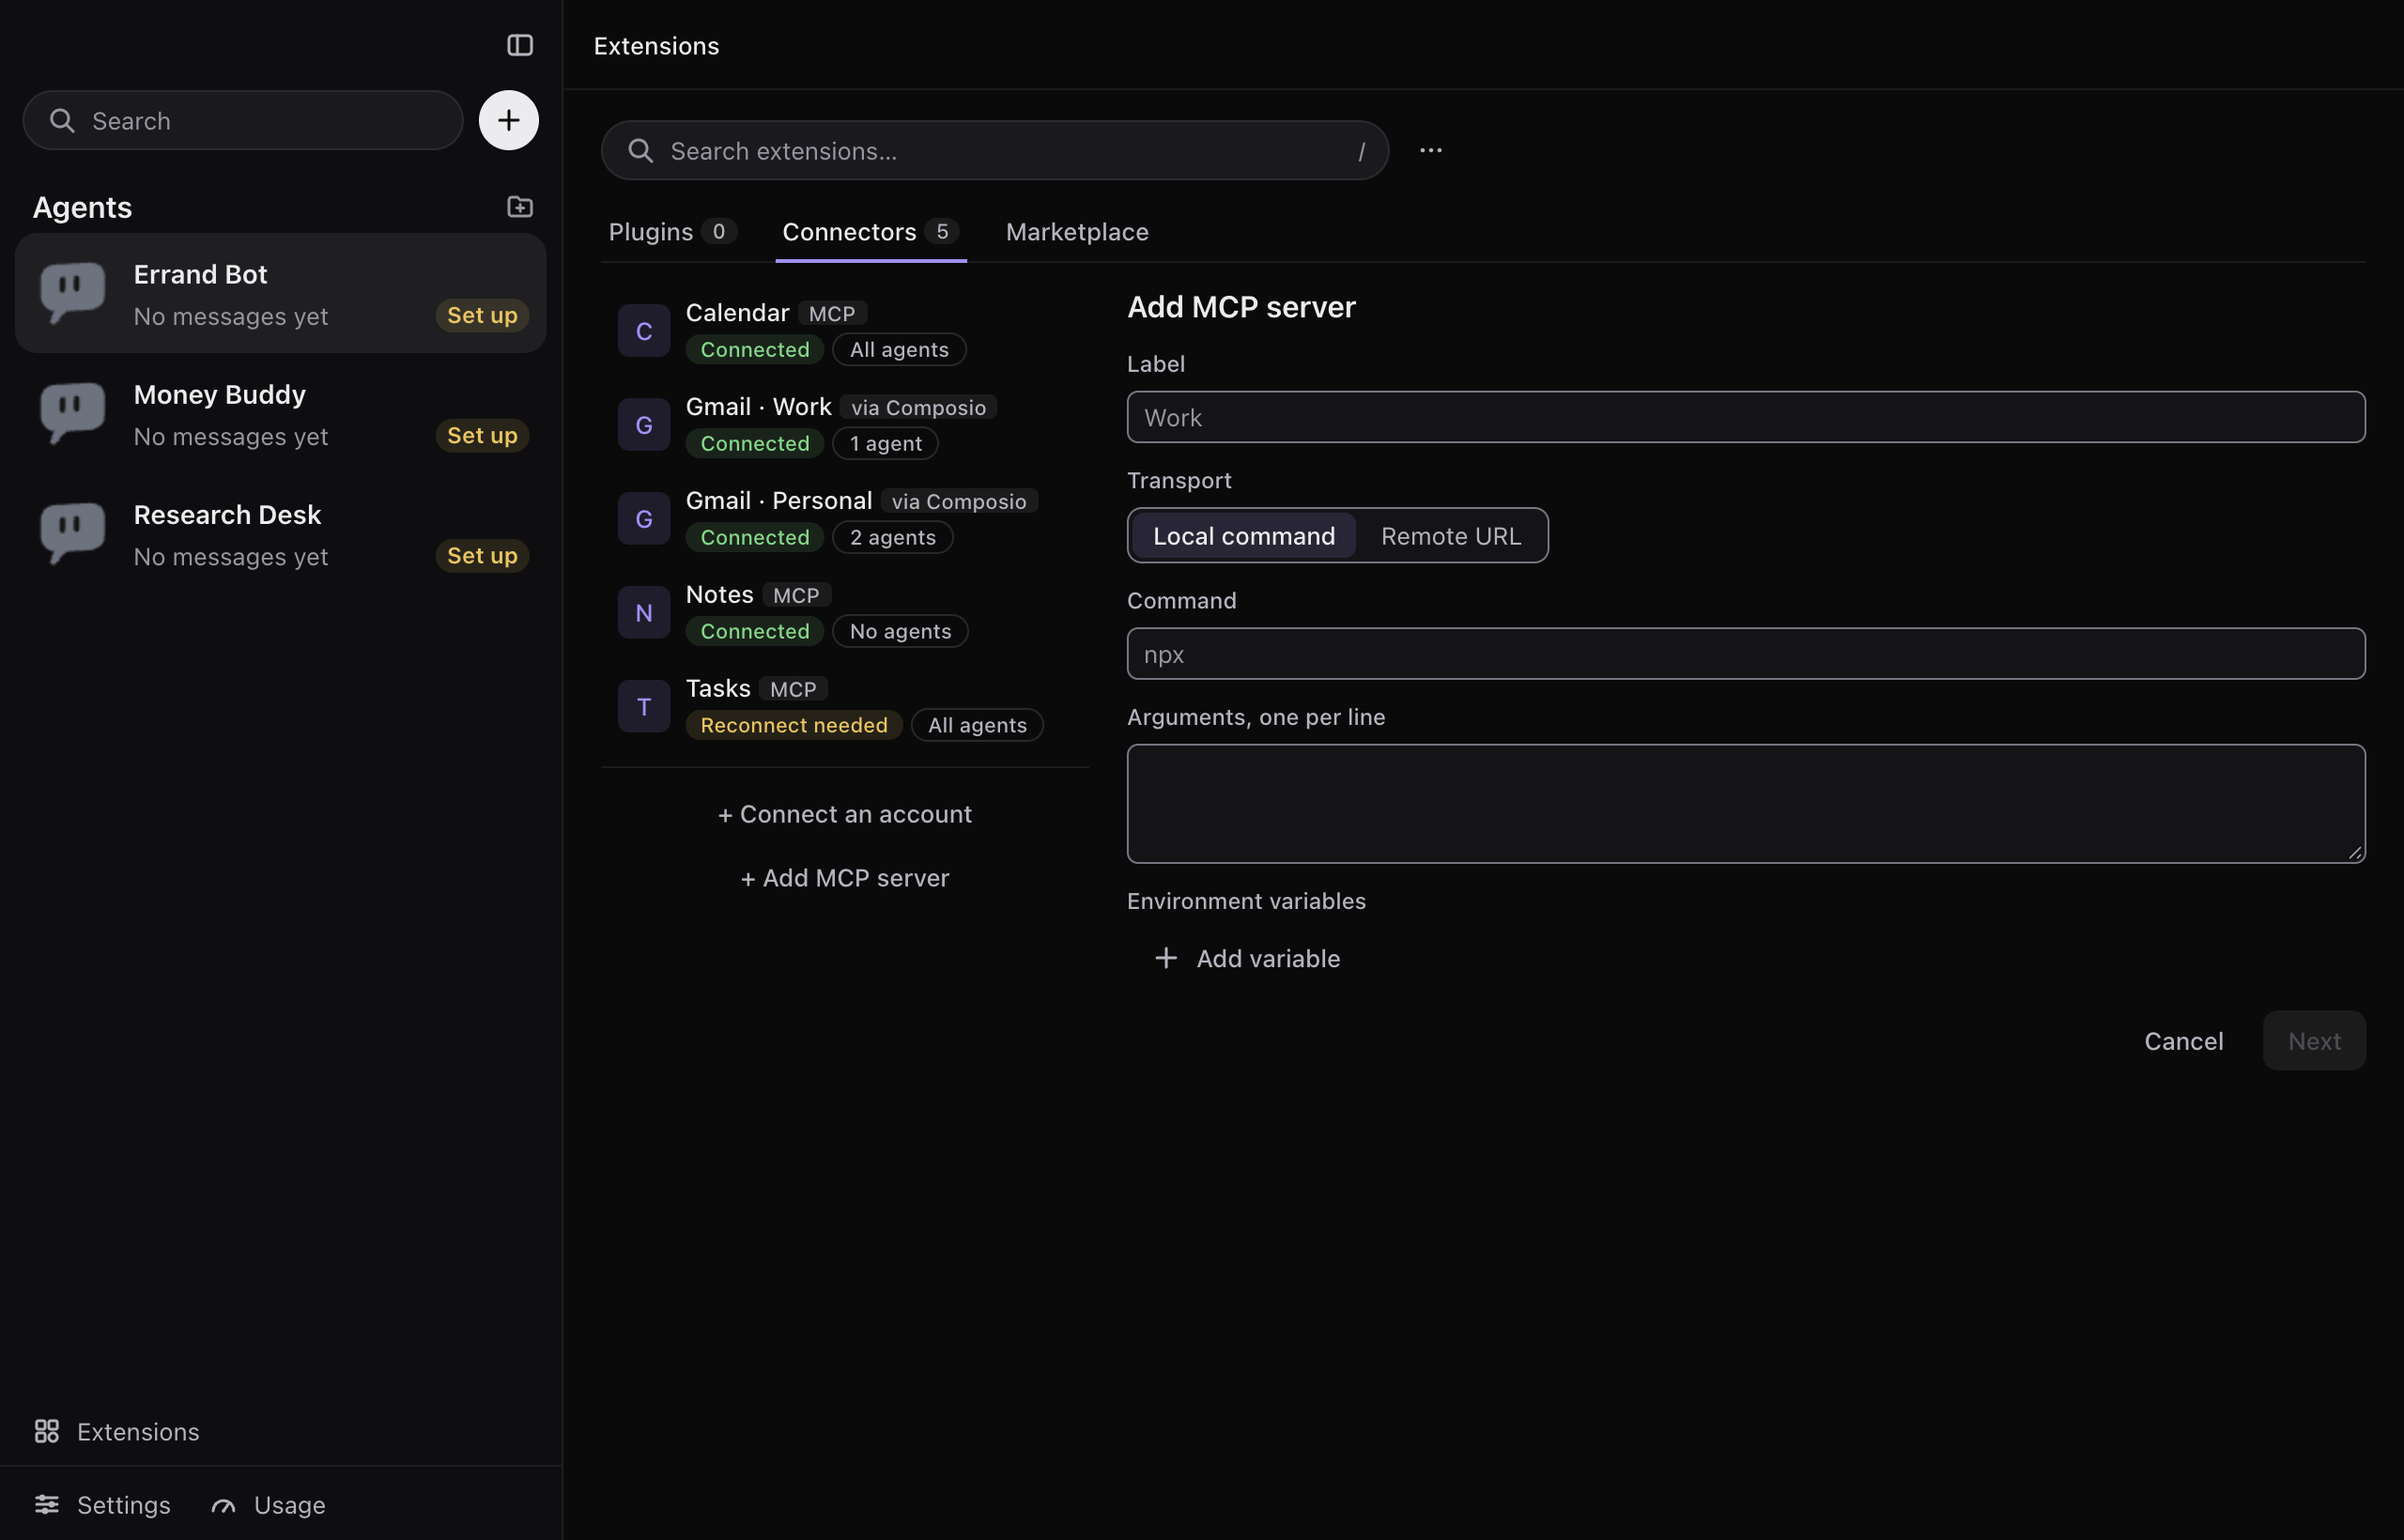 Search
Agents
Errand Bot
No messages yet
Set up
Money Buddy
No messages yet
Set up
Research Desk
No messages yet
Set up
Extensions
Settings
Usage
Extensions
Search extensions...
/
Plugins 0
Connectors 5
Marketplace
C
Calendar MCP
Connected All agents
G
Gmail · Work via Composio
Connected 1 agent
G
Gmail · Personal via Composio
Connected 2 agents
N
Notes MCP
Connected No agents
T
Tasks MCP
Reconnect needed All agents
+ Connect an account
+ Add MCP server
Add MCP server
Label
Work
Transport
Local command Remote URL
Command
npx
Arguments, one per line
Environment variables
+ Add variable
Cancel Next